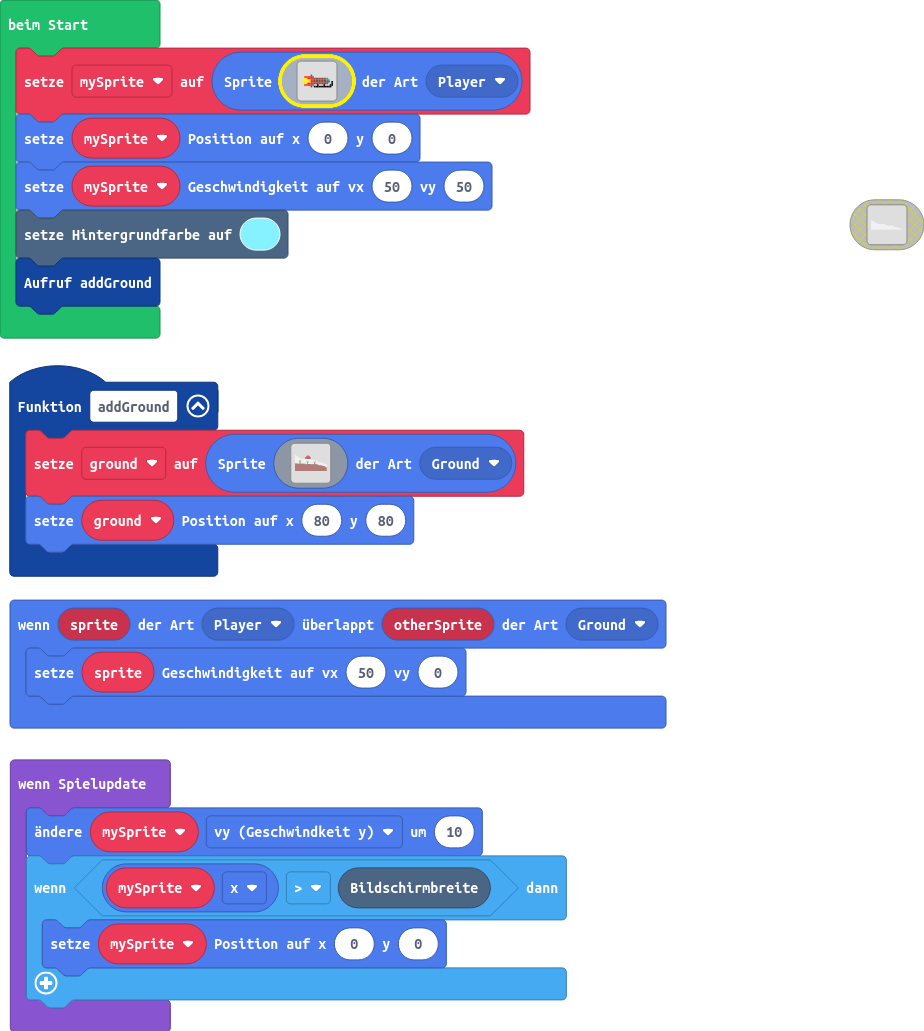 beim Start
setze mySprite auf Sprite der Art Player
setze mySprite Position auf x 0 y 0
setze mySprite Geschwindigkeit auf vx 50 vy 50
setze Hintergrundfarbe auf
Aufruf addGround
Funktion addGround
setze ground auf Sprite der Art Ground
setze ground Position auf x 80 y 80
wenn sprite der Art Player überlappt otherSprite der Art Ground
setze sprite Geschwindigkeit auf vx 50 vy 0
wenn Spielupdate
ändere mySprite vy (Geschwindkeit y) um 10
wenn mySprite x > Bildschirmbreite dann
setze mySprite Position auf x 0 y 0